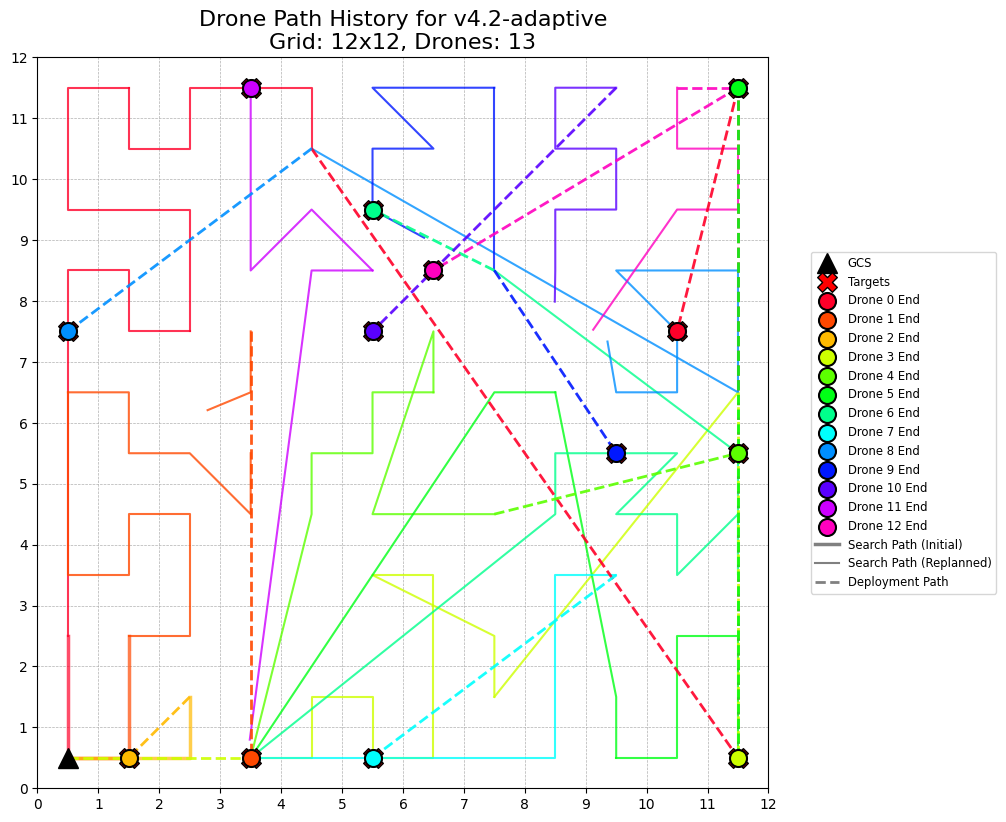 Drone Path History for v4.2-adaptive
Grid: 12x12, Drones: 13
12
11
10
9
8
7
6
5
4
3
2
1
0
0 1 2 3 4 5 6 7 8 9 10 11 12
GCS
Targets
Drone 0 End
Drone 1 End
Drone 2 End
Drone 3 End
Drone 4 End
Drone 5 End
Drone 6 End
Drone 7 End
Drone 8 End
Drone 9 End
Drone 10 End
Drone 11 End
Drone 12 End
Search Path (Initial)
Search Path (Replanned)
Deployment Path